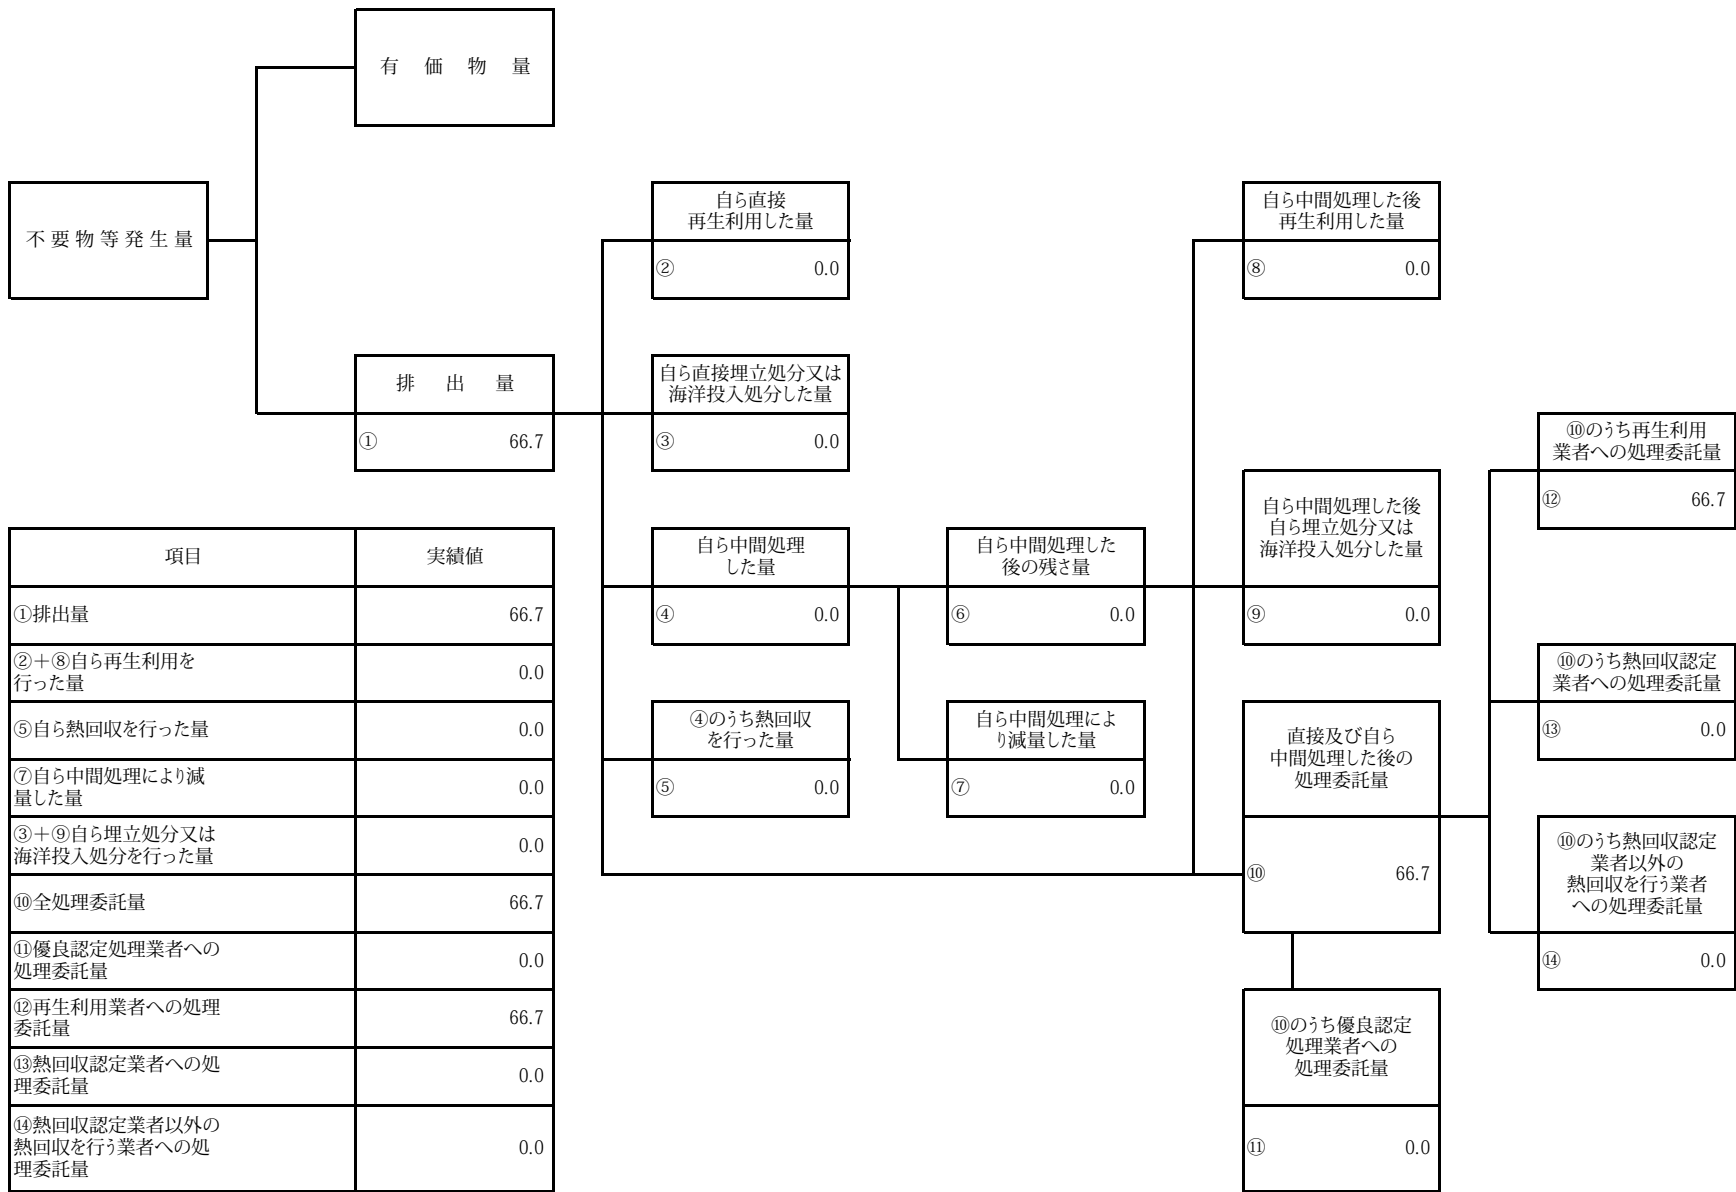 有価物量
不要物等発生量
排出量
① 66.7
自ら直接
再生利用した量
② 0.0
自ら直接埋立処分又は
海洋投入処分した量
③ 0.0
自ら中間処理
した量
④ 0.0
④のうち熱回収
を行った量
⑤ 0.0
自ら中間処理した
後の残さ量
⑥ 0.0
自ら中間処理によ
り減量した量
⑦ 0.0
自ら中間処理した後
再生利用した量
⑧ 0.0
自ら中間処理した後
自ら埋立処分又は
海洋投入処分した量
⑨ 0.0
直接及び自ら
中間処理した後の
処理委託量
⑩ 66.7
⑩のうち優良認定
処理業者への
処理委託量
⑪ 0.0
⑩のうち再生利用
業者への処理委託量
⑫ 66.7
⑩のうち熱回収認定
業者への処理委託量
⑬ 0.0
⑩のうち熱回収認定
業者以外の
熱回収を行う業者
への処理委託量
⑭ 0.0
項目 実績値
①排出量 66.7
②＋⑧自ら再生利用を
行った量 0.0
⑤自ら熱回収を行った量 0.0
⑦自ら中間処理により減
量した量 0.0
③＋⑨自ら埋立処分又は
海洋投入処分を行った量 0.0
⑩全処理委託量 66.7
⑪優良認定処理業者への
処理委託量 0.0
⑫再生利用業者への処理
委託量 66.7
⑬熱回収認定業者への処
理委託量 0.0
⑭熱回収認定業者以外の
熱回収を行う業者への処
理委託量 0.0